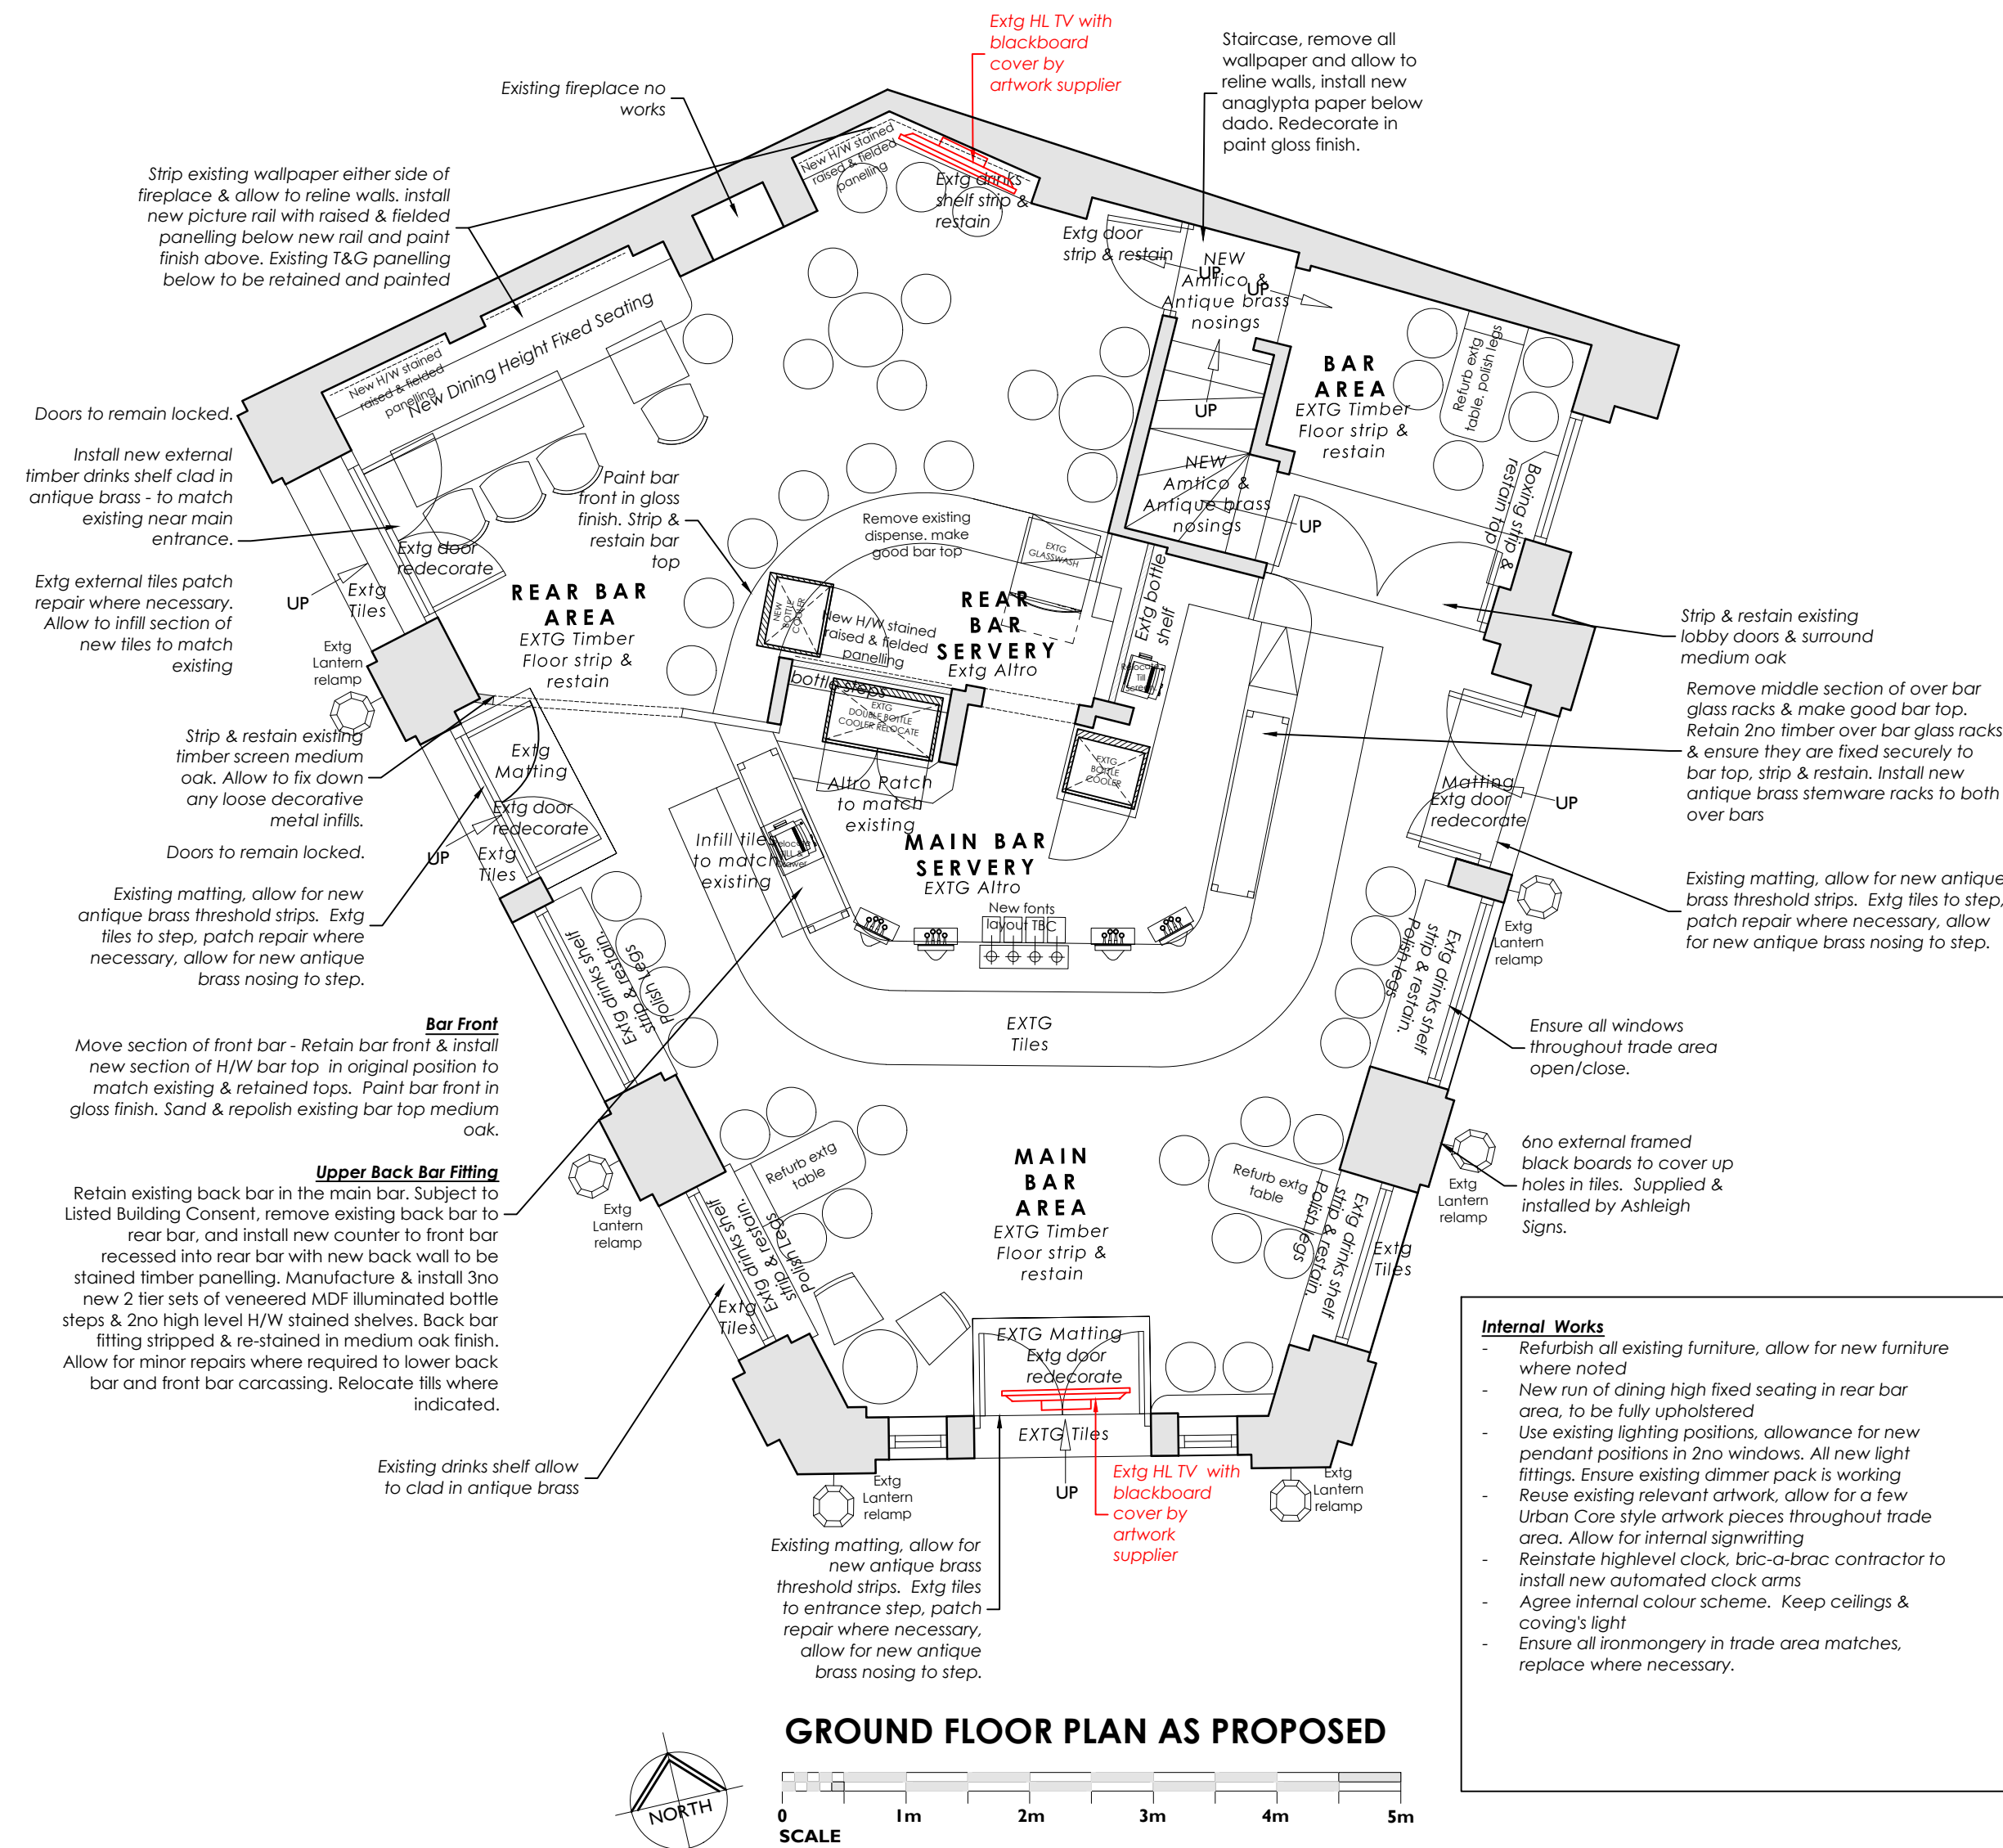 Extg HL TV with
blackboard
cover by
artwork supplier
Staircase, remove all
wallpaper and allow to
reline walls, install new
anaglypta paper below
dado. Redecorate in
paint gloss finish.
Existing fireplace no
works
Strip existing wallpaper either side of
fireplace & allow to reline walls. install
new picture rail with raised & fielded
panelling below new rail and paint
finish above. Existing T&G panelling
below to be retained and painted
New H/W stained
raised & fielded
panelling
Extg drinks
shelf strip &
restain
Extg door
strip & restain
UP
NEW
Amtico &
Antique brass
nosings
UP
New Dining Height Fixed Seating
New H/W stained
raised & fielded
panelling
BAR
AREA
EXTG Timber
Floor strip &
restain
Refurb extg
table. polish legs
Boxing strip &
restain top
UP
NEW
Amtico &
Antique brass
nosings
UP
Doors to remain locked.
Install new external
timber drinks shelf clad in
antique brass - to match
existing near main
entrance.
Extg external tiles patch
repair where necessary.
Allow to infill section of
new tiles to match
existing
UP
Extg
Tiles
Extg door
redecorate
Paint bar
front in gloss
finish. Strip &
restain bar
top
Remove existing
dispense. make
good bar top
EXTG
GLASSWASH
REAR BAR
AREA
EXTG Timber
Floor strip &
restain
NEW
BOTTLE
COOLER
New H/W stained
raised & fielded
panelling
REAR
BAR
SERVERY
Extg Altro
Extg bottle
shelf
Relocate
Till
Screen
bottle steps
EXTG
DOUBLE BOTTLE
COOLER RELOCATE
EXTG
BOTTLE
COOLER
Altro Patch
to match
existing
Strip & restain existing
lobby doors & surround
medium oak
Remove middle section of over bar
glass racks & make good bar top.
Retain 2no timber over bar glass racks
& ensure they are fixed securely to
bar top, strip & restain. Install new
antique brass stemware racks to both
over bars
Extg
Lantern
relamp
Strip & restain existing
timber screen medium
oak. Allow to fix down
any loose decorative
metal infills.
Extg
Matting
Extg door
redecorate
UP
Extg
Tiles
Doors to remain locked.
Existing matting, allow for new
antique brass threshold strips.  Extg
tiles to step, patch repair where
necessary, allow for new antique
brass nosing to step.
Infill tiles
to match
existing
MAIN BAR
SERVERY
EXTG Altro
New fonts
layout TBC
Matting
Extg door
redecorate
UP
Existing matting, allow for new antique
brass threshold strips.  Extg tiles to step,
patch repair where necessary, allow
for new antique brass nosing to step.
Extg
Lantern
relamp
Extg drinks shelf
strip & restain.
Polish Legs
Extg drinks shelf
strip & restain.
Polish legs
EXTG
Tiles
Ensure all windows
throughout trade area
open/close.
Bar Front
Move section of front bar - Retain bar front & install
new section of H/W bar top  in original position to
match existing & retained tops.  Paint bar front in
gloss finish. Sand & repolish existing bar top medium
oak.
Upper Back Bar Fitting
Retain existing back bar in the main bar. Subject to
Listed Building Consent, remove existing back bar to
rear bar, and install new counter to front bar
recessed into rear bar with new back wall to be
stained timber panelling. Manufacture & install 3no
new 2 tier sets of veneered MDF illuminated bottle
steps & 2no high level H/W stained shelves. Back bar
fitting stripped & re-stained in medium oak finish.
Allow for minor repairs where required to lower back
bar and front bar carcassing. Relocate tills where
indicated.
Extg
Lantern
relamp
Refurb extg
table
Extg drinks shelf
strip & restain.
Polish Legs
Extg
Tiles
MAIN
BAR
AREA
EXTG Timber
Floor strip &
restain
Refurb extg
table
Extg drinks shelf
strip & restain.
Polish legs
Extg
Tiles
6no external framed
black boards to cover up
holes in tiles.  Supplied &
installed by Ashleigh
Signs.
Extg
Lantern
relamp
EXTG Matting
Extg door
redecorate
EXTG Tiles
UP
Existing drinks shelf allow
to clad in antique brass
Extg
Lantern
relamp
Extg HL TV  with
blackboard
cover by
artwork
supplier
Extg
Lantern
relamp
Existing matting, allow for
new antique brass
threshold strips.  Extg tiles
to entrance step, patch
repair where necessary,
allow for new antique
brass nosing to step.
Internal  Works
- Refurbish all existing furniture, allow for new furniture
where noted
- New run of dining high fixed seating in rear bar
area, to be fully upholstered
- Use existing lighting positions, allowance for new
pendant positions in 2no windows. All new light
fittings. Ensure existing dimmer pack is working
- Reuse existing relevant artwork, allow for a few
Urban Core style artwork pieces throughout trade
area. Allow for internal signwritting
- Reinstate highlevel clock, bric-a-brac contractor to
install new automated clock arms
- Agree internal colour scheme.  Keep ceilings &
coving's light
- Ensure all ironmongery in trade area matches,
replace where necessary.
GROUND FLOOR PLAN AS PROPOSED
NORTH
0 1m 2m 3m 4m 5m
SCALE